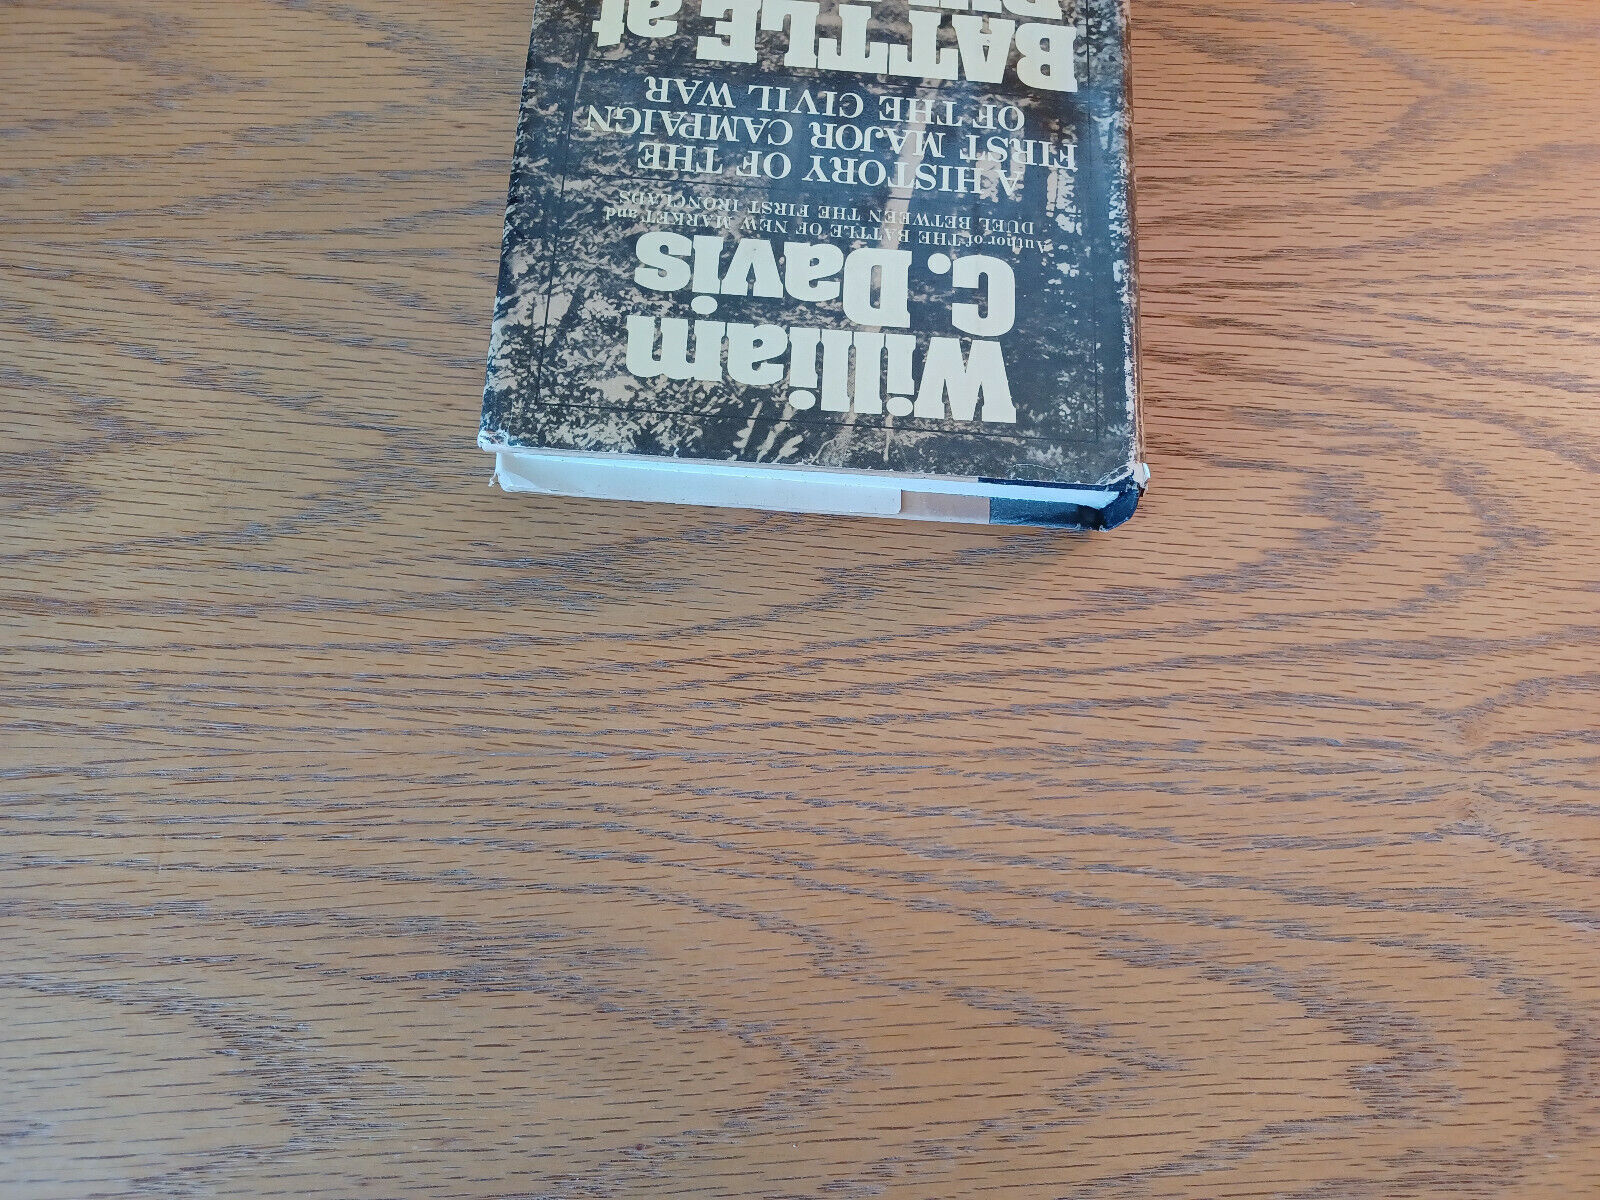 BATTLE at
A HISTORY OF THE
FIRST MAJOR CAMPAIGN
OF THE CIVIL WAR
Author of THE BATTLE OF NEW MARKET and
DUEL BETWEEN THE FIRST IRONCLADS
William
C. Davis